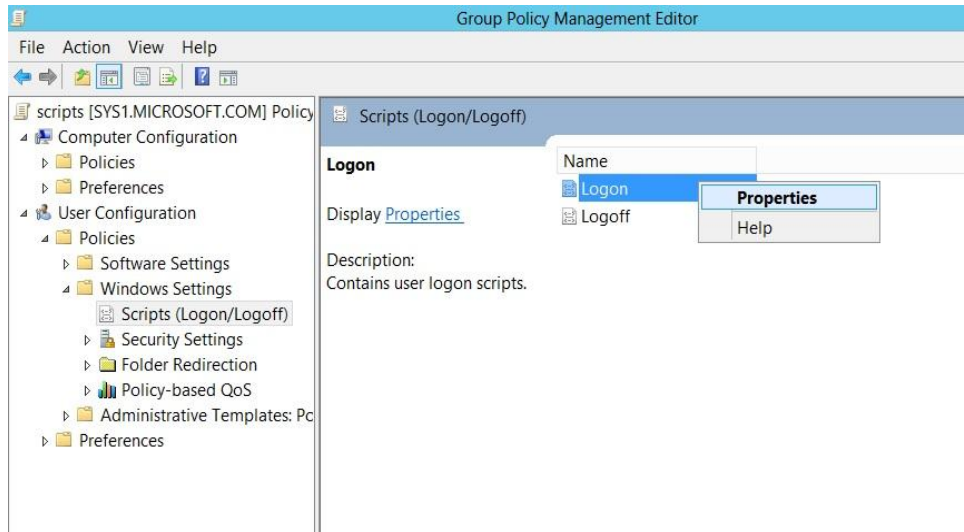 Group Policy Management Editor
File Action View Help
scripts [SYS1.MICROSOFT.COM] Policy
Computer Configuration
Policies
Preferences
User Configuration
Policies
Software Settings
Windows Settings
Scripts (Logon/Logoff)
Security Settings
Folder Redirection
Policy-based QoS
Administrative Templates: Po
Preferences
Scripts (Logon/Logoff)
Logon
Display Properties
Description:
Contains user logon scripts.
Name
Logon
Logoff
Properties
Help